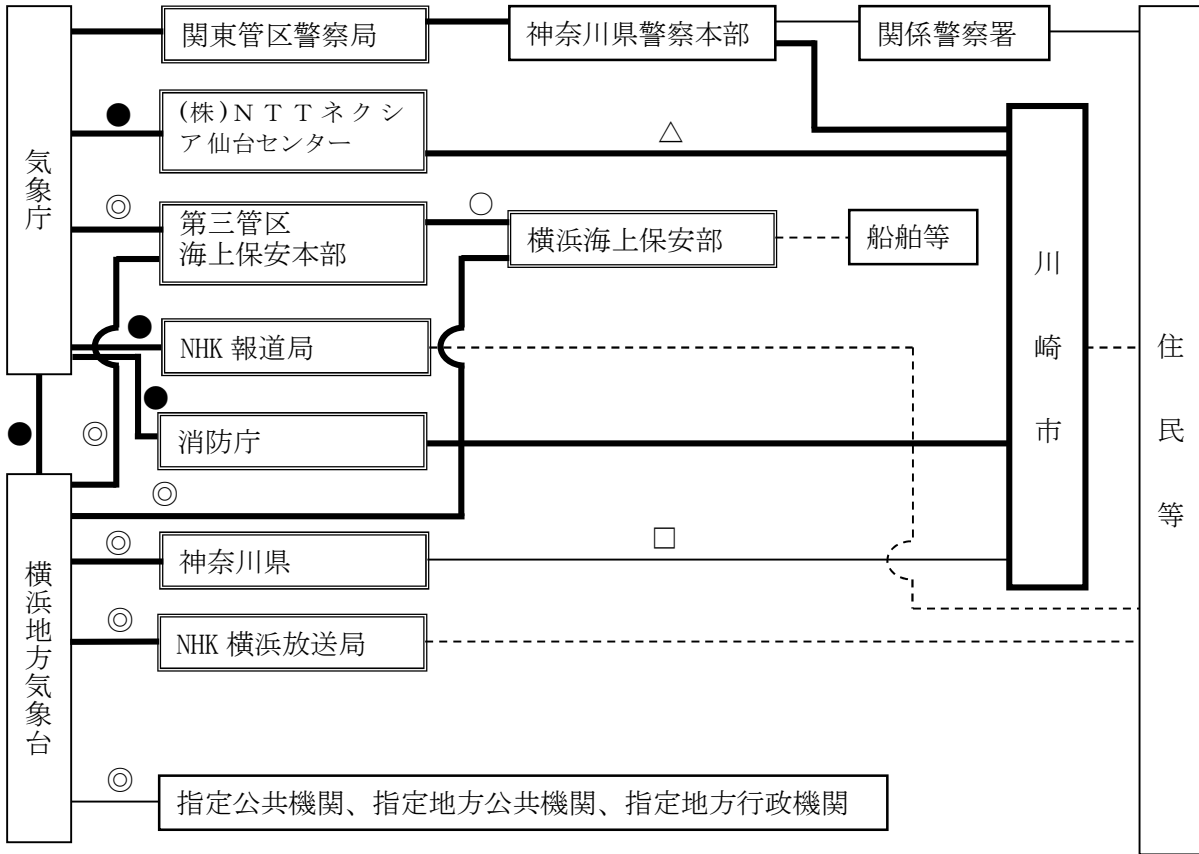 気象庁
関東管区警察局
神奈川県警察本部
関係警察署
●
(株)ＮＴＴネクシ
ア仙台センター
△
◎
第三管区
海上保安本部
○
横浜海上保安部
船舶等
●
NHK 報道局
●
消防庁
川崎市
住民等
●
◎
◎
横浜地方気象台
◎
神奈川県
□
◎
NHK 横浜放送局
◎
指定公共機関、指定地方公共機関、指定地方行政機関